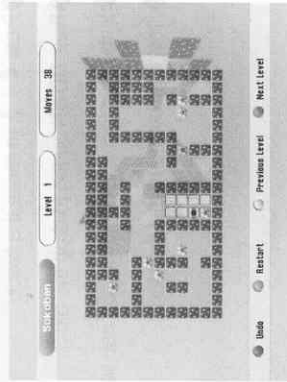 Sokoban
Level 1
Moves 38
Undo
Restart
Previous Level
Next Level